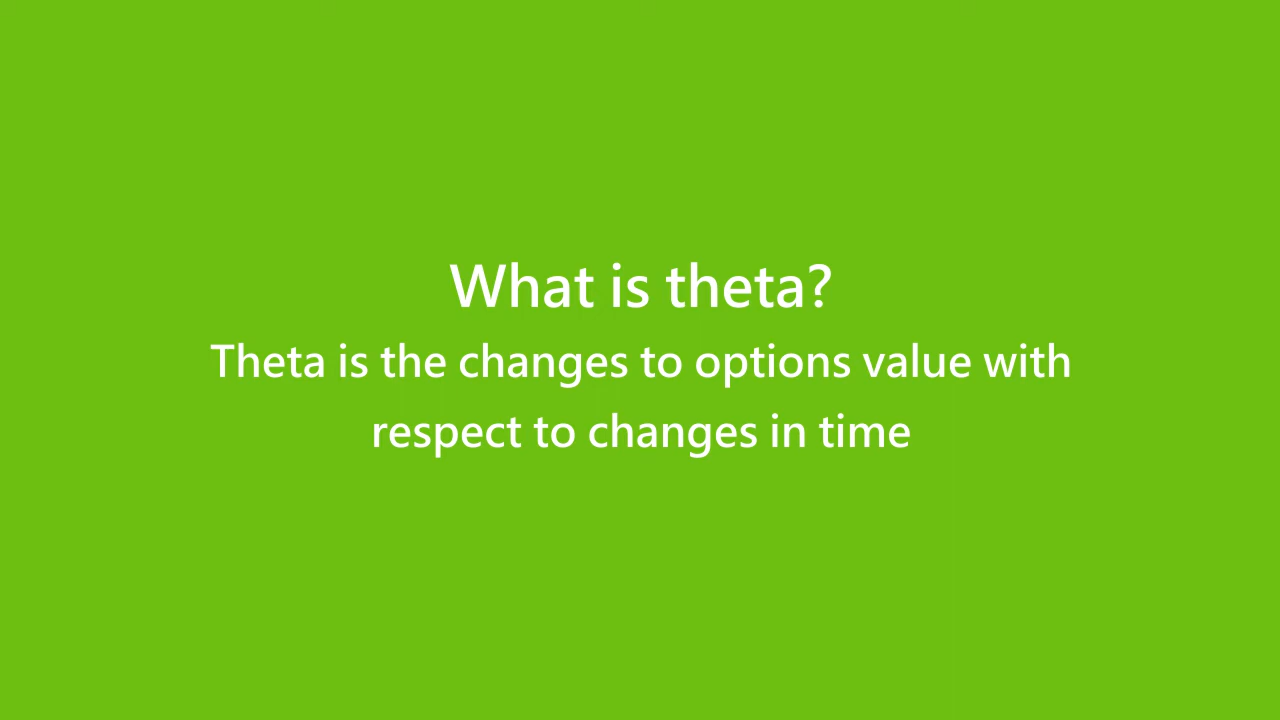 What is theta?
Theta is the changes to options value with
respect to changes in time